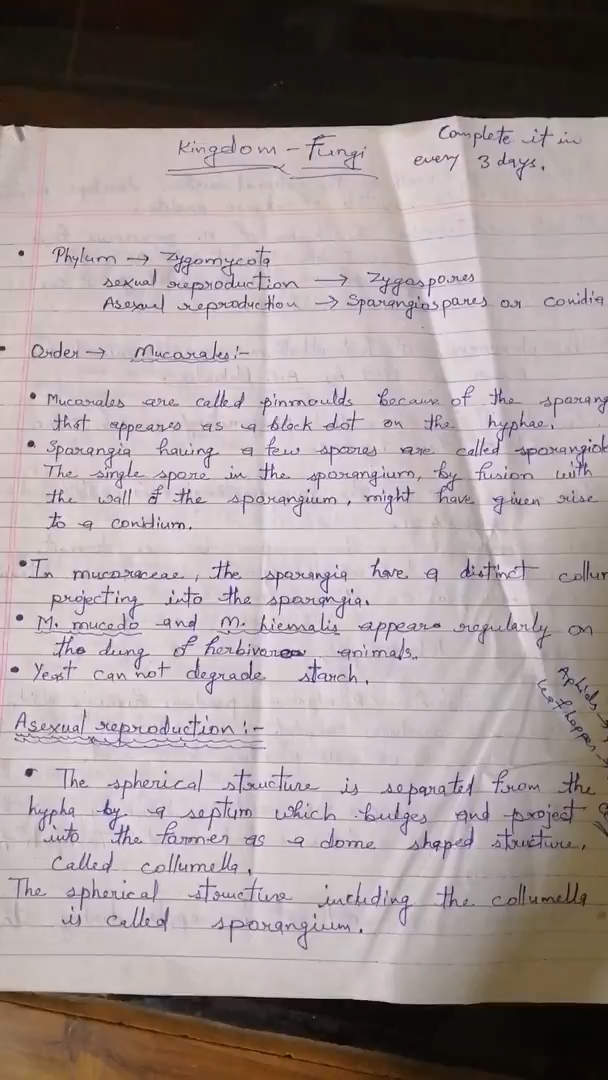 Kingdom - Fungi
Complete it in
every 3 days.
• Phylum → Zygomycota
sexual reproduction → Zygospores
Asexual reproduction → Sporangiospores or conidia
• Order → Mucorales :-
• Mucorales are called pinmoulds because of the sporang
that appears as a black dot on the hyphae.
• Sporangia having a few spores are called sporangiol
The single spore in the sporangium, by fusion with
the wall of the sporangium, might have given rise
to a conidium.
• In mucoraceae, the sporangia have a distinct collum
projecting into the sporangia.
• M. mucedo and M. hiemalis appears regularly on
the dung of herbivores animals.
• Yeast can not degrade starch.
Aphids →
Leaf hopper →
Asexual reproduction :-
• The spherical structure is separated from the
hypha by a septum which bulges and project
into the former as a dome shaped structure,
called collumella,
The spherical structure including the collumella
is called sporangium.